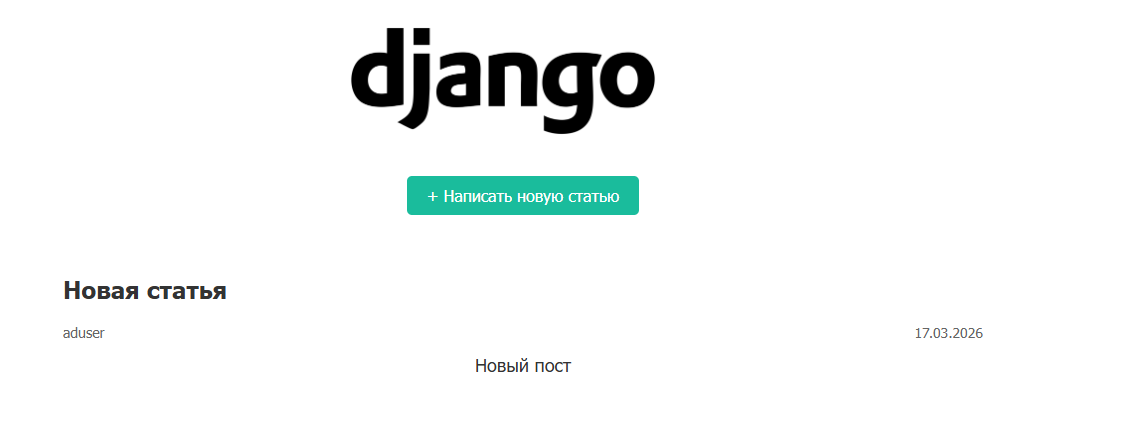 django
+ Написать новую статью
Новая статья
aduser 17.03.2026
Новый пост